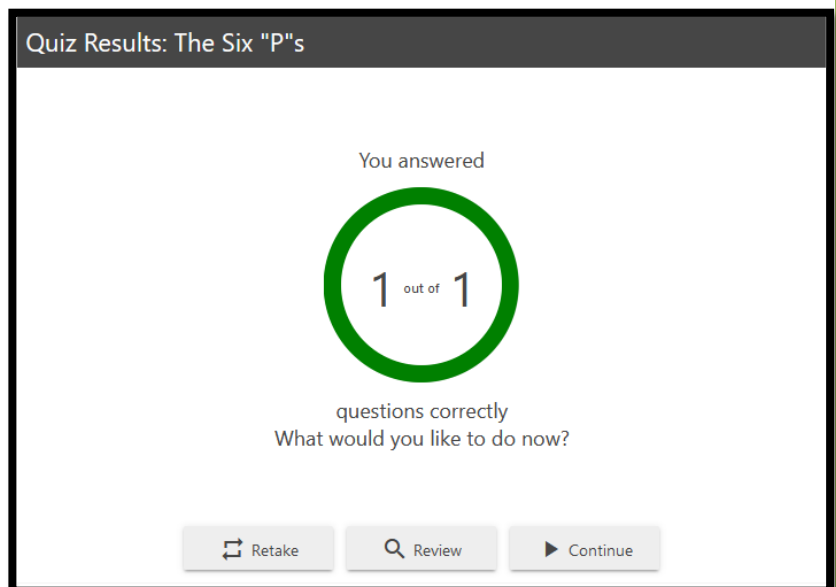 Quiz Results: The Six "P"s
You answered
1 out of 1
questions correctly
What would you like to do now?
Retake Review Continue